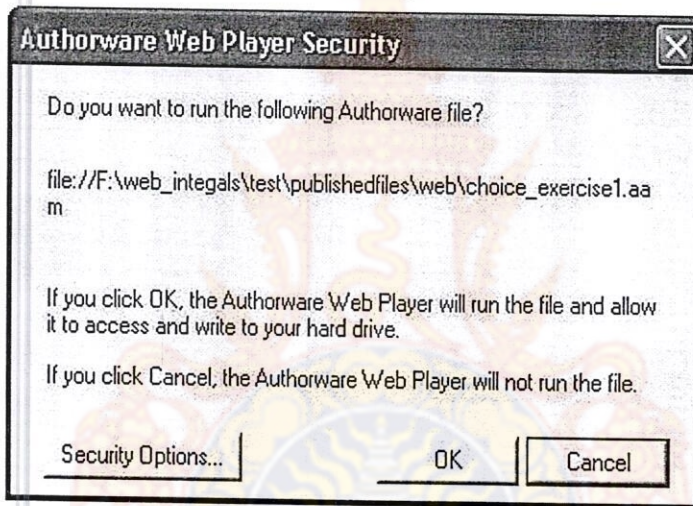 Authorware Web Player Security
Do you want to run the following Authorware file?
file://F:\web_integals\test\publishedfiles\web\choice_exercise1.aa
m
If you click OK, the Authorware Web Player will run the file and allow
it to access and write to your hard drive.
If you click Cancel, the Authorware Web Player will not run the file.
Security Options...
OK
Cancel